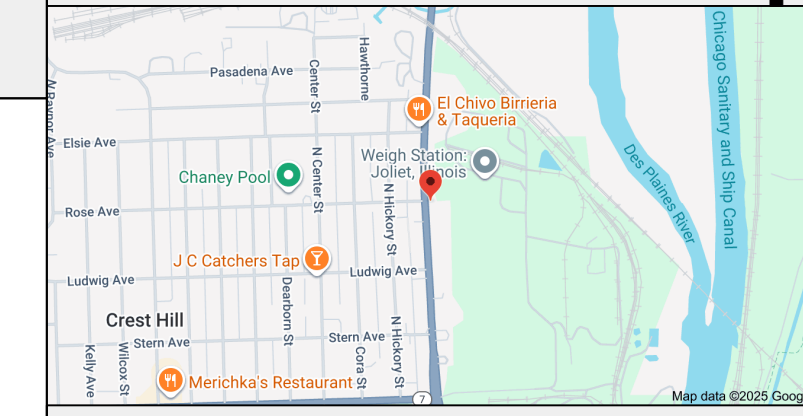 Hawthorne
Pasadena Ave
Center St
El Chivo Birrieria
& Taqueria
Chicago Sanitary and Ship Canal
N Raynor Ave
Elsie Ave
Weigh Station:
Joliet, Illinois
Des Plaines River
Chaney Pool
N Center St
N Hickory St
Rose Ave
J C Catchers Tap
Ludwig Ave
Ludwig Ave
Dearborn St
Crest Hill
Stern Ave
Stern Ave
N Hickory St
Kelly Ave
Wilcox St
Cora St
Merichka's Restaurant
7
Map data ©2025 Goog